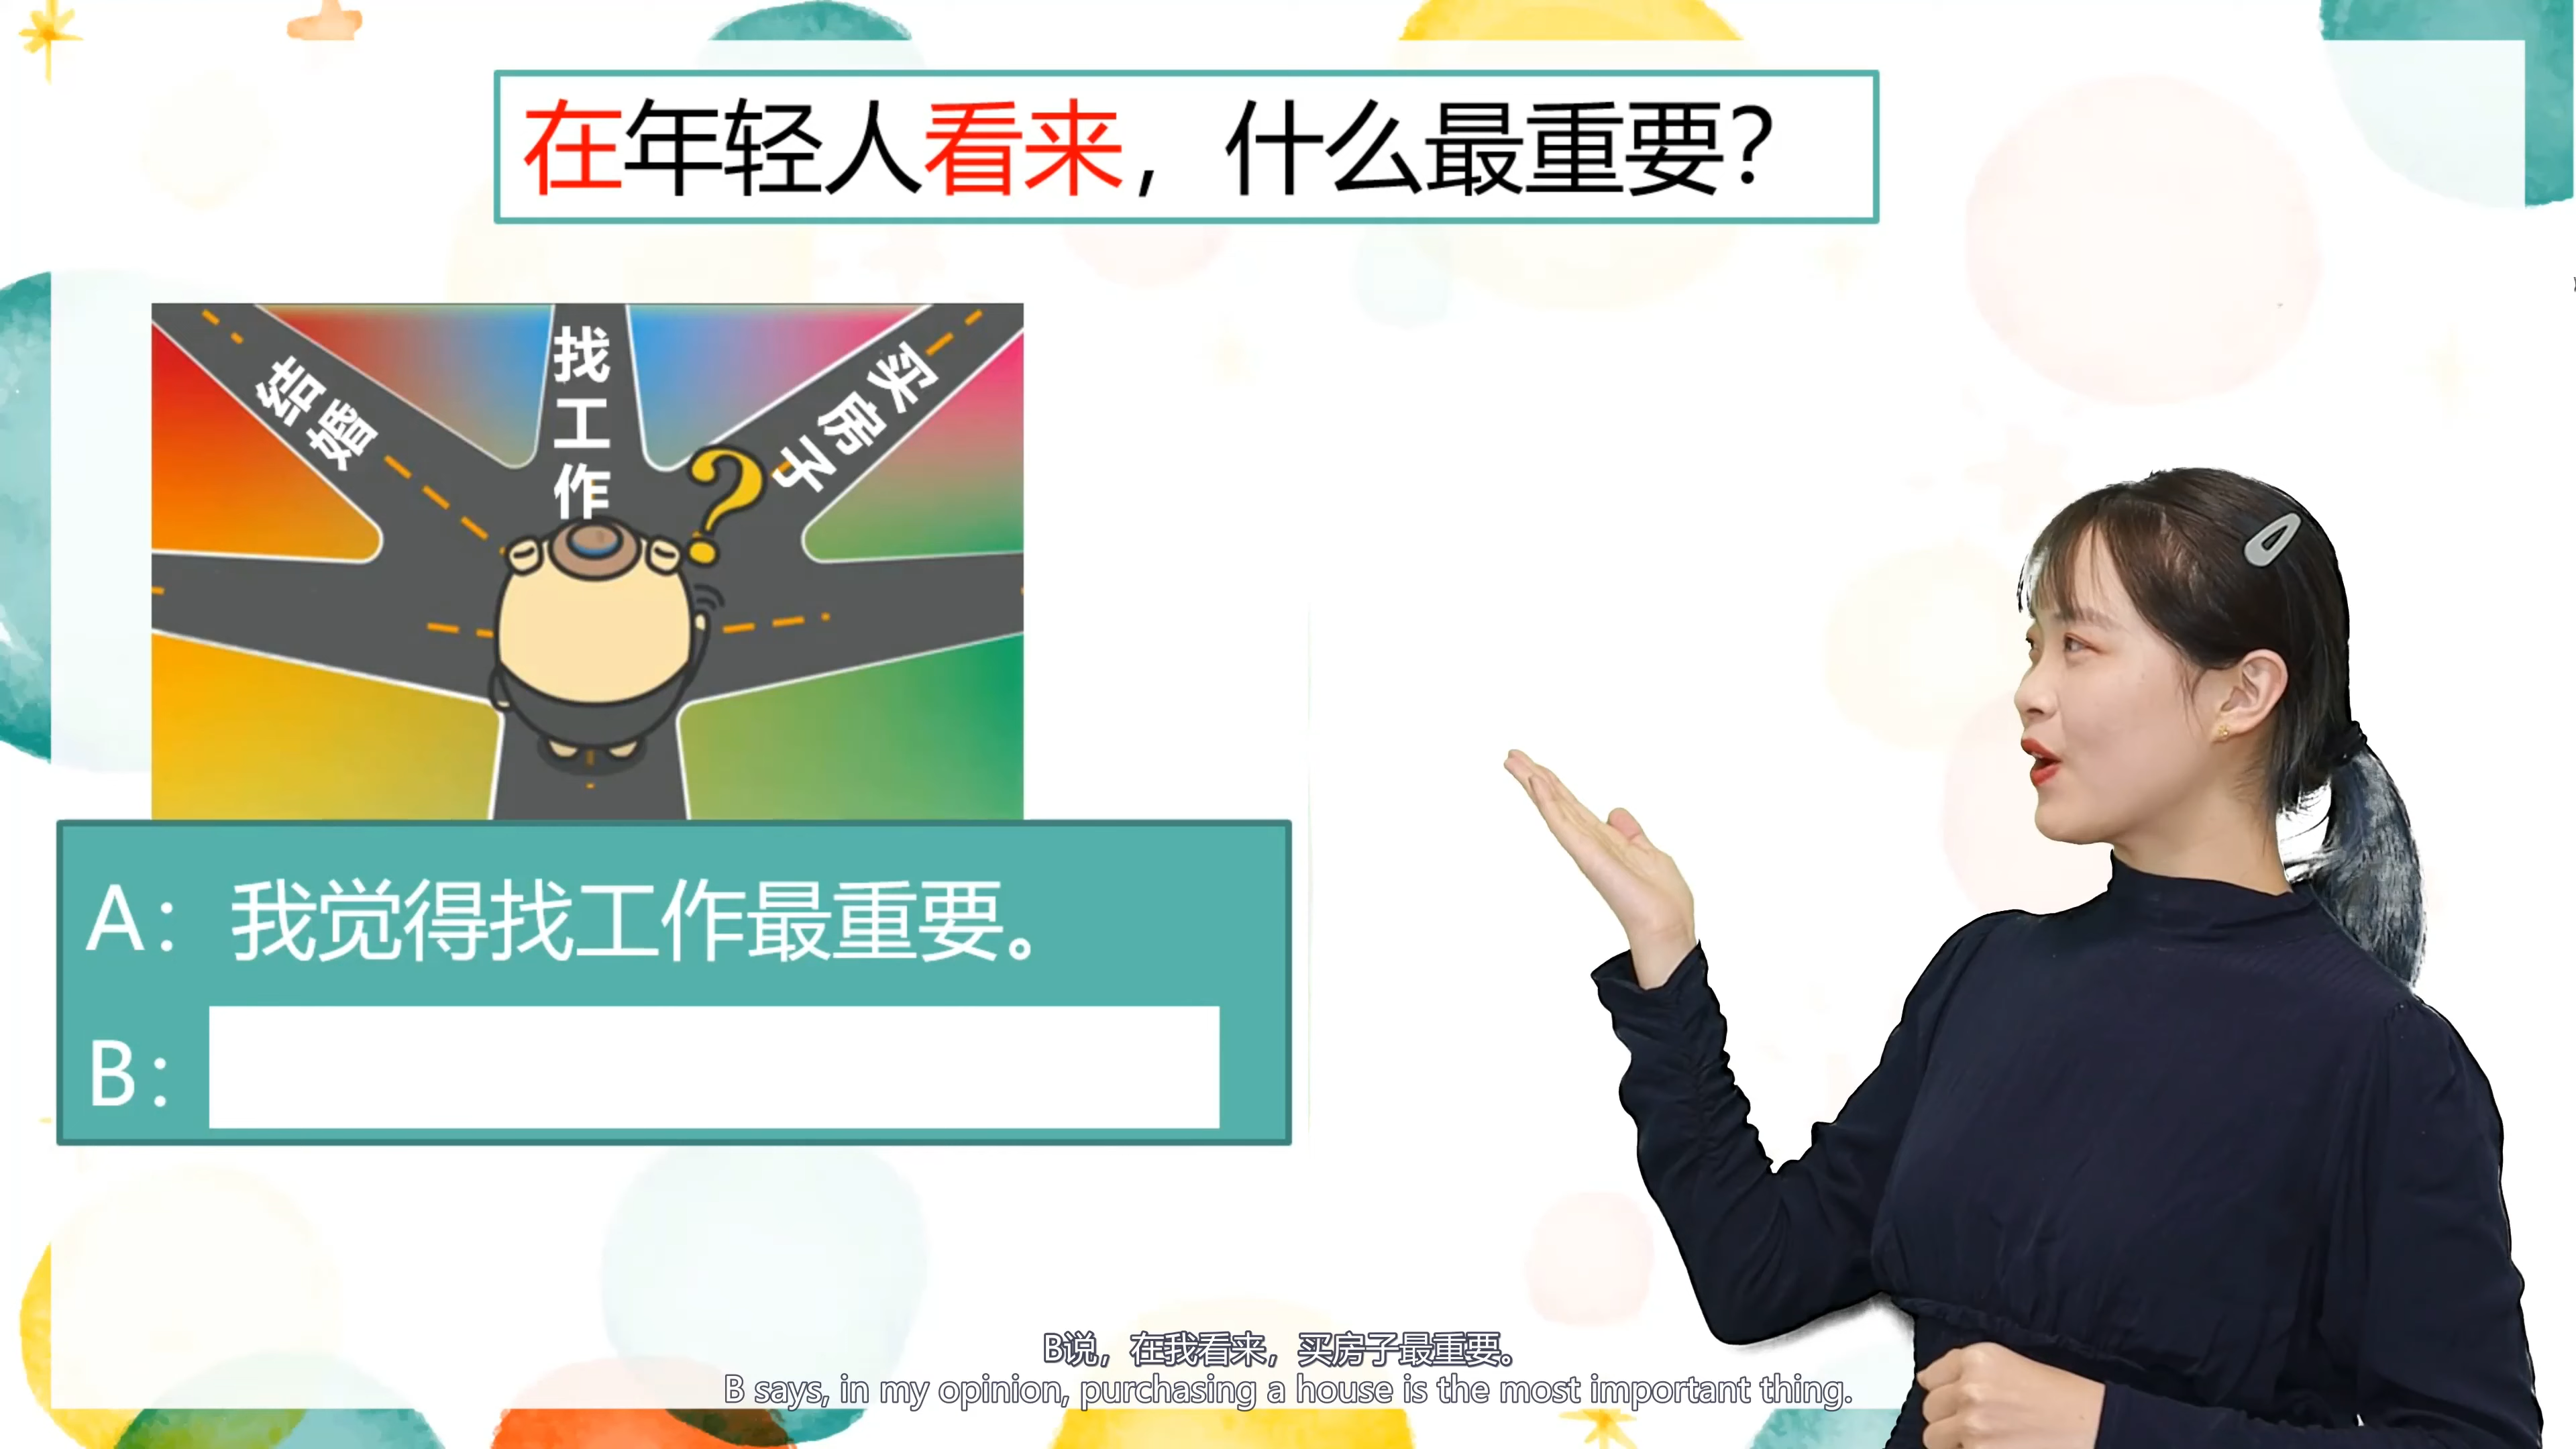 在年轻人看来，什么最重要？
结婚
找工作
买房子
?
A：我觉得找工作最重要。
B：
B说，在我看来，买房子最重要。
B says, in my opinion, purchasing a house is the most important thing.